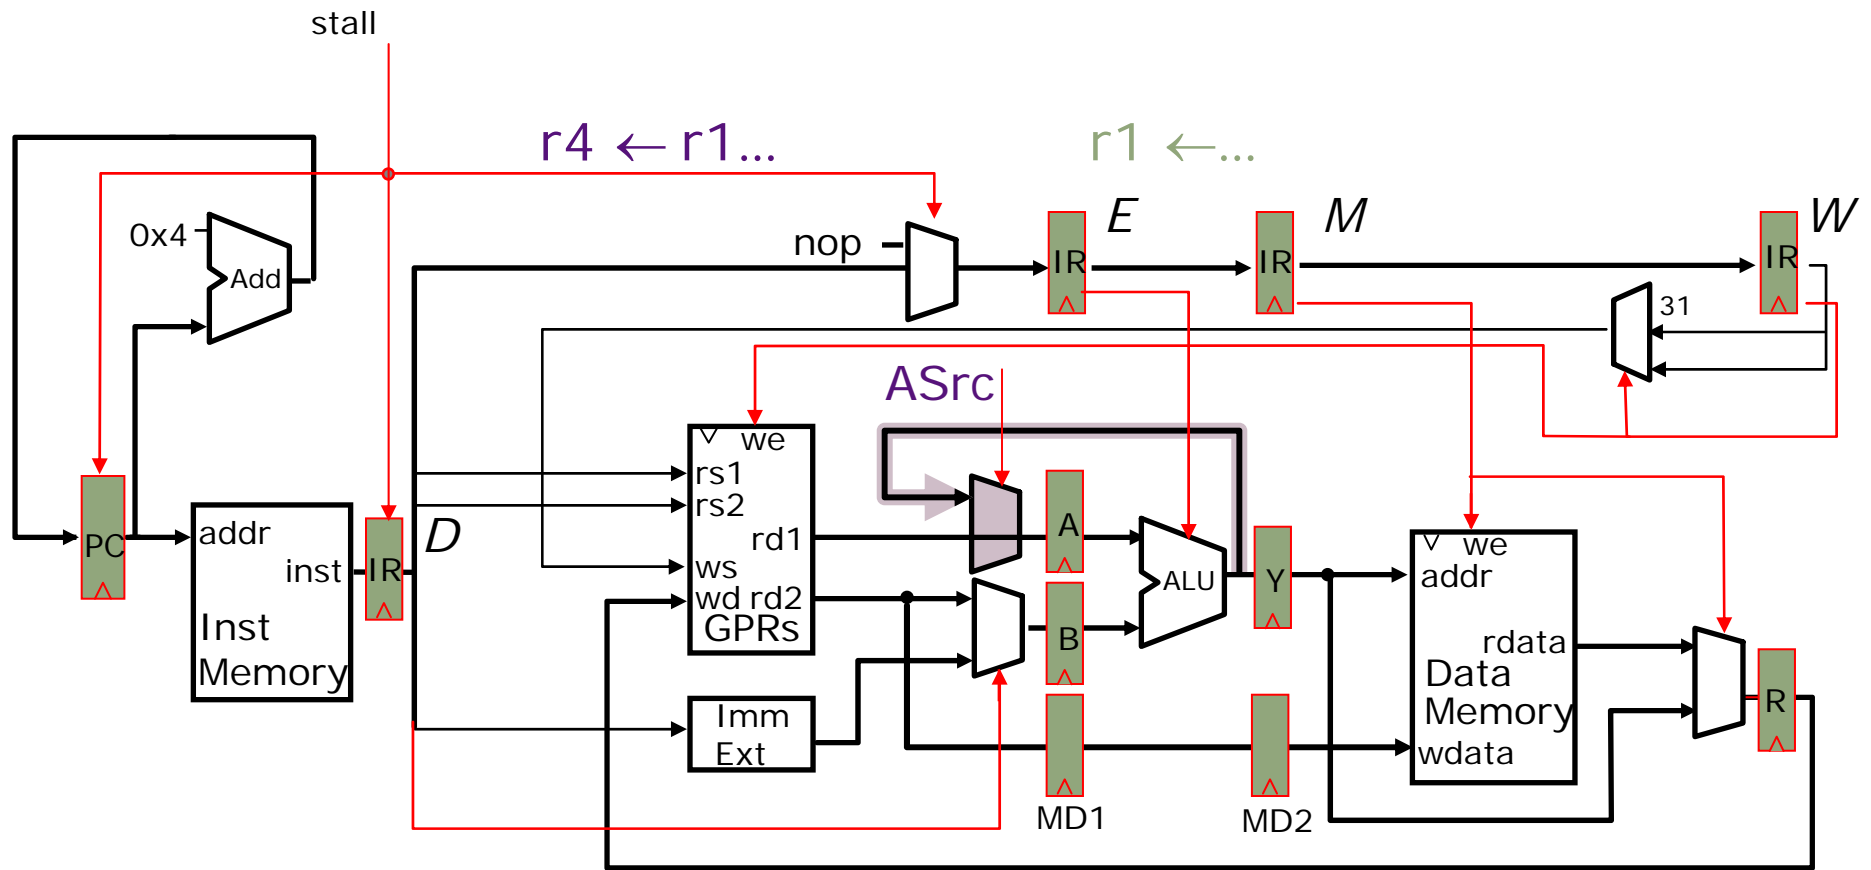 stall
r4 ← r1...
r1 ←...
E
M
W
0x4
Add
nop
IR
IR
IR
31
ASrc
we
rs1
rs2
rd1
ws
wd rd2
GPRs
PC
addr
inst
Inst
Memory
IR
D
A
B
ALU
Y
we
addr
rdata
Data
Memory
wdata
R
Imm
Ext
MD1
MD2